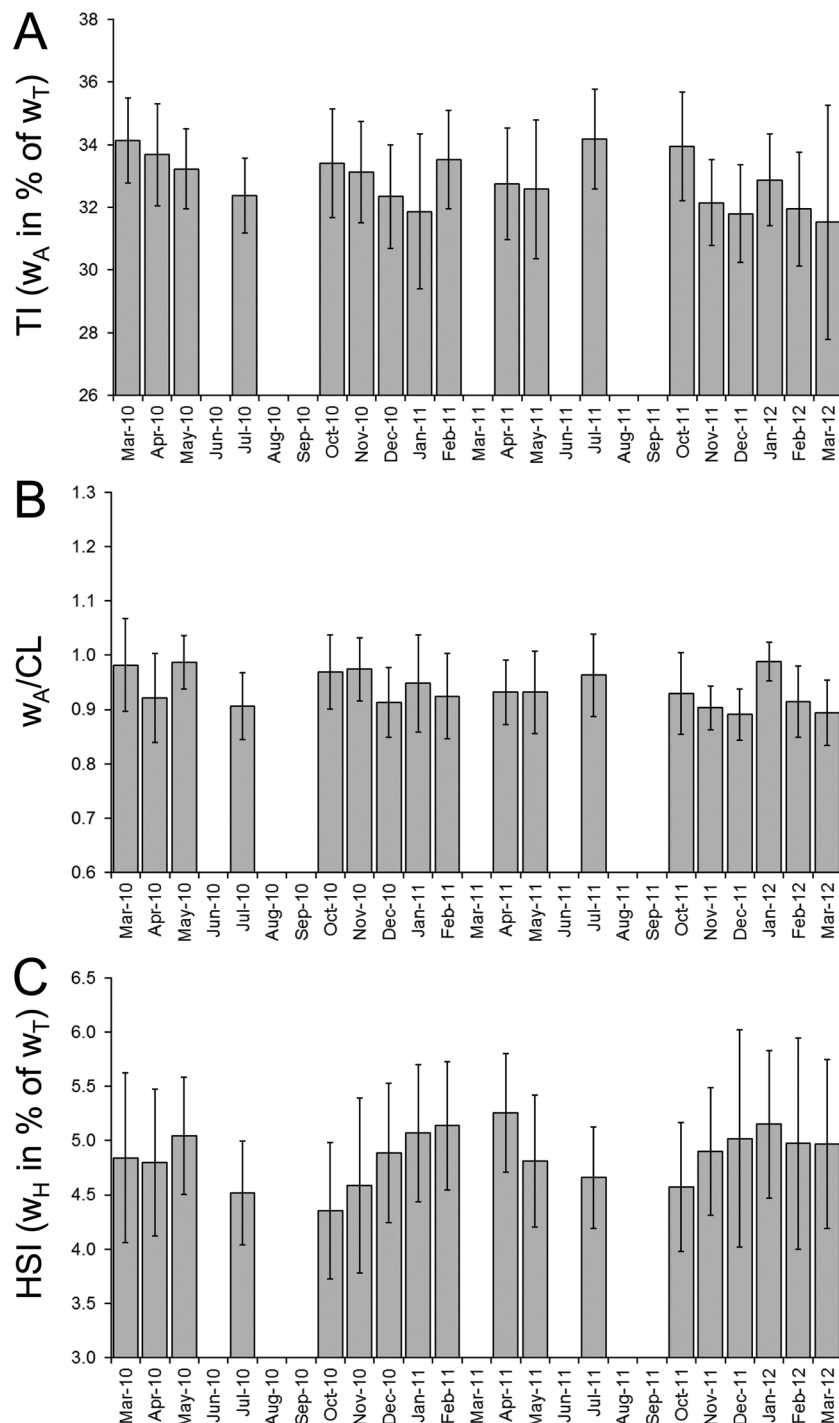 A
TI (wA in % of wT)
38
36
34
32
30
28
26
Mar-10
Apr-10
May-10
Jun-10
Jul-10
Aug-10
Sep-10
Oct-10
Nov-10
Dec-10
Jan-11
Feb-11
Mar-11
Apr-11
May-11
Jun-11
Jul-11
Aug-11
Sep-11
Oct-11
Nov-11
Dec-11
Jan-12
Feb-12
Mar-12
B
wA/CL
1.3
1.2
1.1
1.0
0.9
0.8
0.7
0.6
Mar-10
Apr-10
May-10
Jun-10
Jul-10
Aug-10
Sep-10
Oct-10
Nov-10
Dec-10
Jan-11
Feb-11
Mar-11
Apr-11
May-11
Jun-11
Jul-11
Aug-11
Sep-11
Oct-11
Nov-11
Dec-11
Jan-12
Feb-12
Mar-12
C
HSI (wH in % of wT)
6.5
6.0
5.5
5.0
4.5
4.0
3.5
3.0
Mar-10
Apr-10
May-10
Jun-10
Jul-10
Aug-10
Sep-10
Oct-10
Nov-10
Dec-10
Jan-11
Feb-11
Mar-11
Apr-11
May-11
Jun-11
Jul-11
Aug-11
Sep-11
Oct-11
Nov-11
Dec-11
Jan-12
Feb-12
Mar-12